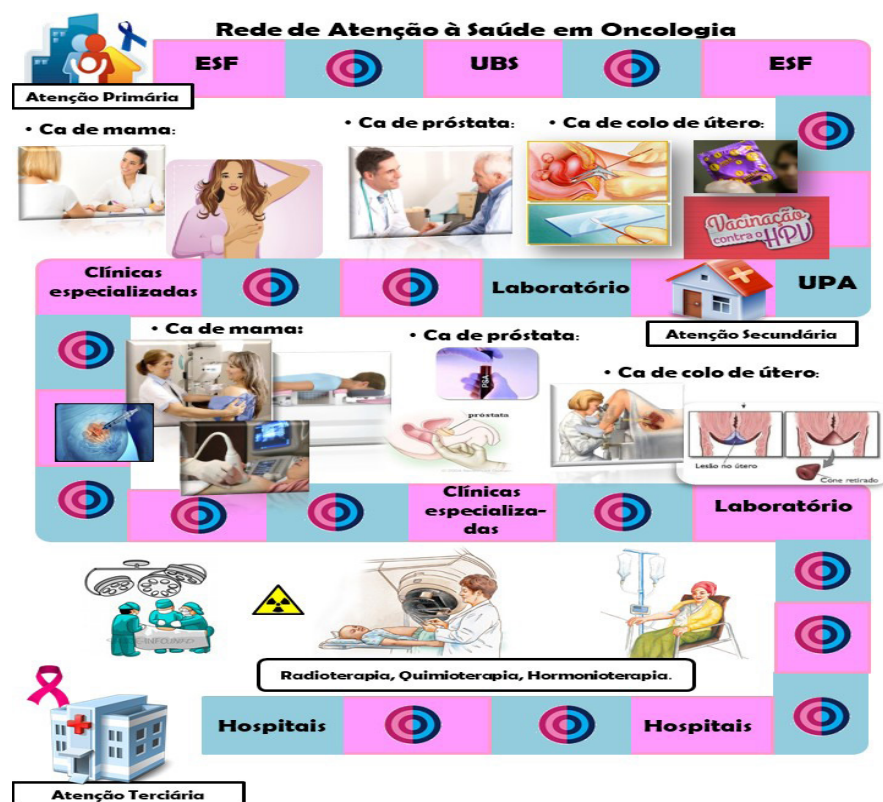 Rede de Atenção à Saúde em Oncologia
ESF
UBS
ESF
Atenção Primária
• Ca de mama:
• Ca de próstata:
• Ca de colo de útero:
Vacinação
contra o HPV
Clínicas
especializadas
Laboratório
UPA
Atenção Secundária
• Ca de mama:
• Ca de próstata:
PSA
próstata
• Ca de colo de útero:
Lesão no útero
Cone retirado
Clínicas
especializa-
das
Laboratório
Radioterapia, Quimioterapia, Hormonioterapia.
Hospitais
Hospitais
Atenção Terciária